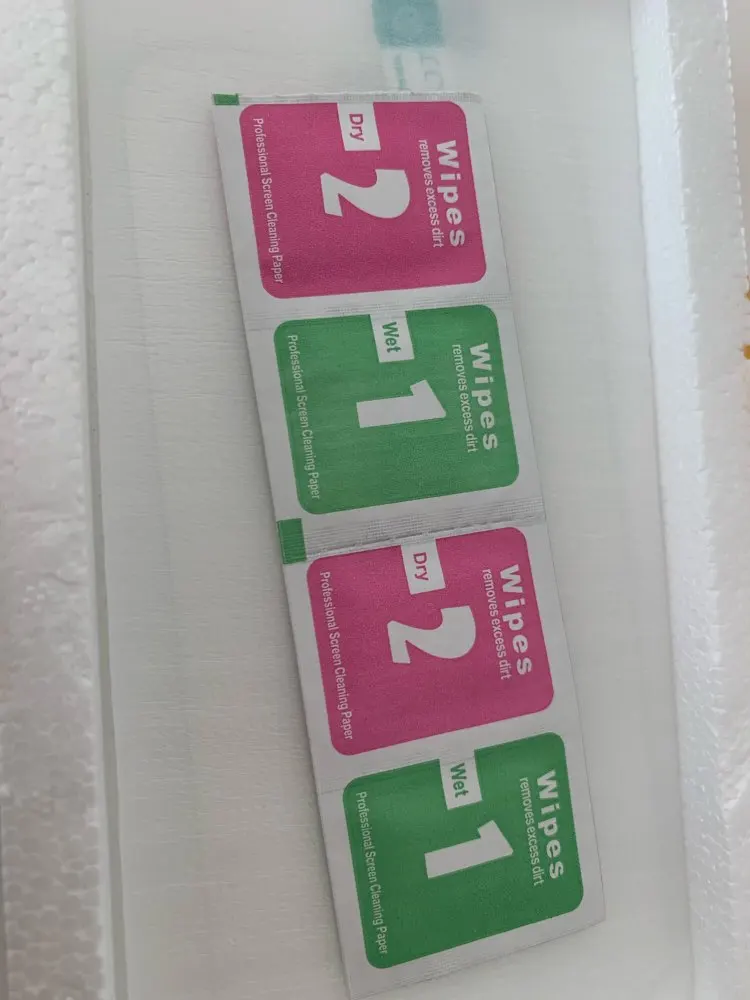 Wipes
removes excess dirt
Dry
2
Professional Screen Cleaning Paper
Wipes
removes excess dirt
Wet
1
Professional Screen Cleaning Paper
Wipes
removes excess dirt
Dry
2
Professional Screen Cleaning Paper
Wipes
removes excess dirt
Wet
1
Professional Screen Cleaning Paper